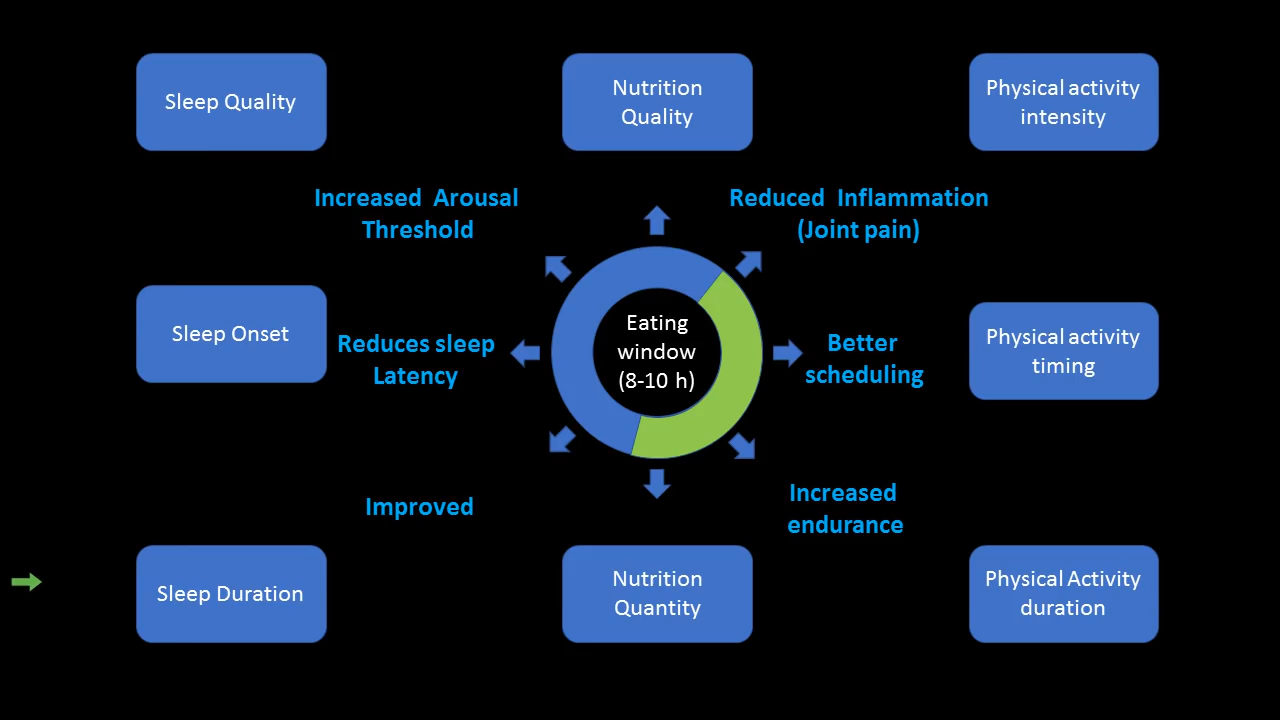 Sleep Quality
Nutrition
Quality
Physical activity
intensity
Increased Arousal
Threshold
Reduced Inflammation
(Joint pain)
Sleep Onset
Reduces sleep
Latency
Eating
window
(8-10 h)
Better
scheduling
Physical activity
timing
Improved
Increased
endurance
Sleep Duration
Nutrition
Quantity
Physical Activity
duration